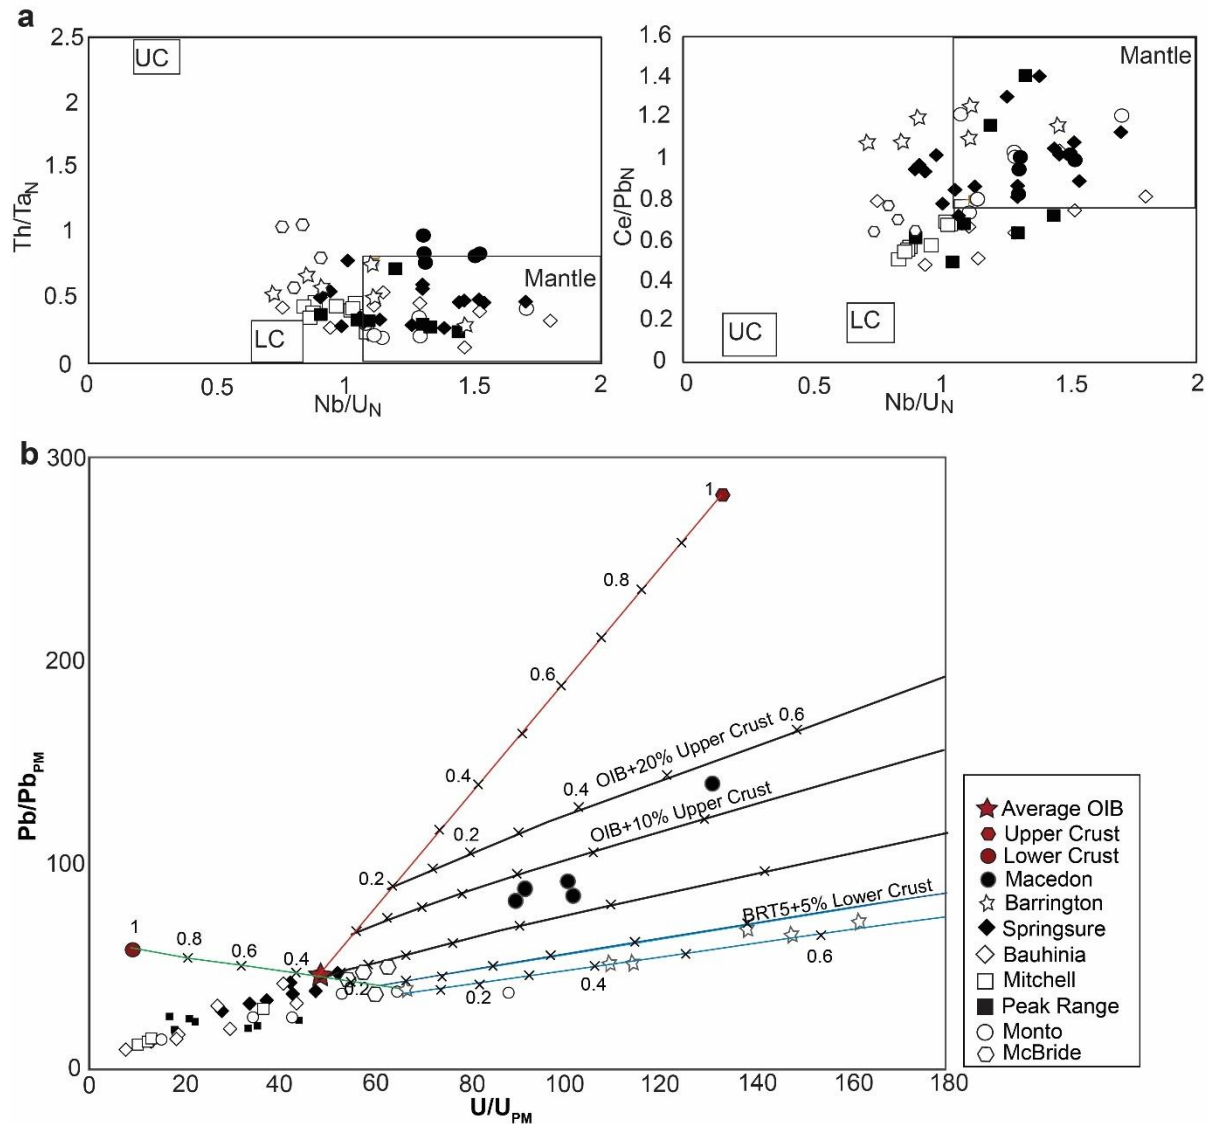 a
2.5
UC
2
1.5
1
0.5
0
Th/TaN
Mantle
LC
0
0.5
1
1.5
2
Nb/UN
1.6
1.4
1.2
1
0.8
0.6
0.4
0.2
0
Ce/PbN
Mantle
UC
LC
0
0.5
1
1.5
2
Nb/UN
b
300
200
100
0
Pb/PbPM
1
0.8
0.6
0.4
0.2
OIB+20% Upper Crust
0.6
0.4
0.2
OIB+10% Upper Crust
BRT5+5% Lower Crust
1
0.8
0.6
0.4
0.2
0.2
0.4
0.6
0
20
40
60
80
100
120
140
160
180
U/UPM
Average OIB
Upper Crust
Lower Crust
Macedon
Barrington
Springsure
Bauhinia
Mitchell
Peak Range
Monto
McBride